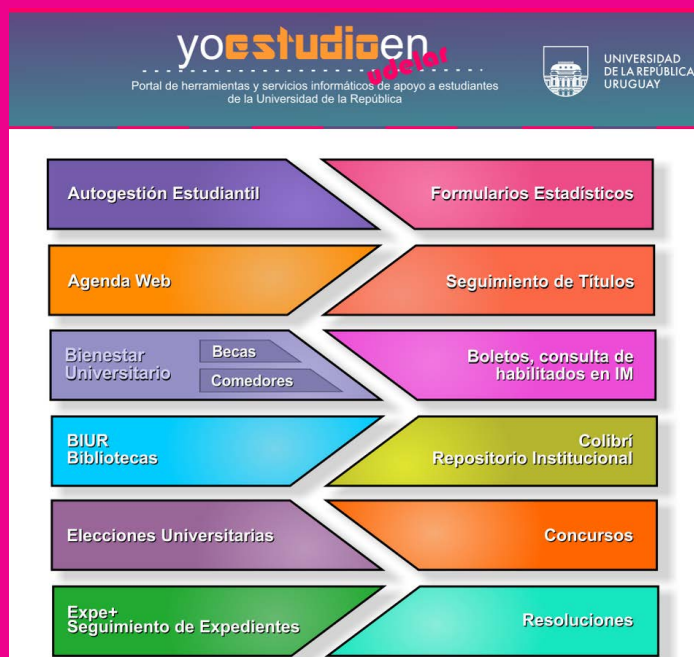 yoestudioen
udelar
Portal de herramientas y servicios informáticos de apoyo a estudiantes
de la Universidad de la República
UNIVERSIDAD
DE LA REPÚBLICA
URUGUAY
Autogestión Estudiantil
Formularios Estadísticos
Agenda Web
Seguimiento de Títulos
Bienestar
Universitario
Becas
Comedores
Boletos, consulta de
habilitados en IM
BIUR
Bibliotecas
Colibrí
Repositorio Institucional
Elecciones Universitarias
Concursos
Expe+
Seguimiento de Expedientes
Resoluciones